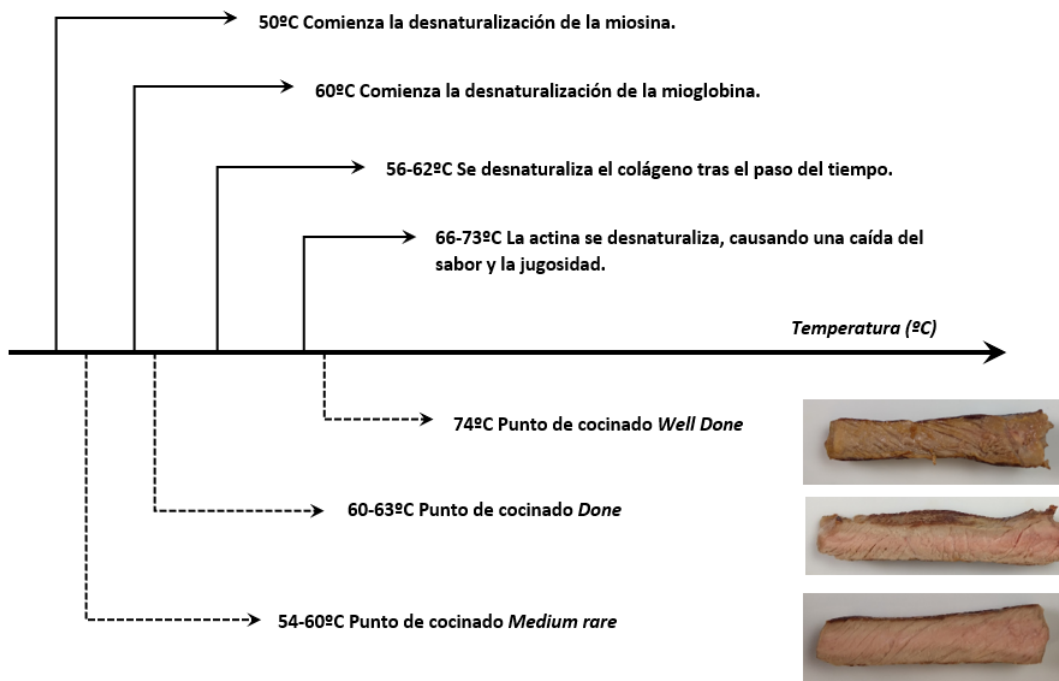 50ºC Comienza la desnaturalización de la miosina.
60ºC Comienza la desnaturalización de la mioglobina.
56-62ºC Se desnaturaliza el colágeno tras el paso del tiempo.
66-73ºC La actina se desnaturaliza, causando una caída del
sabor y la jugosidad.
Temperatura (ºC)
74ºC Punto de cocinado Well Done
60-63ºC Punto de cocinado Done
54-60ºC Punto de cocinado Medium rare